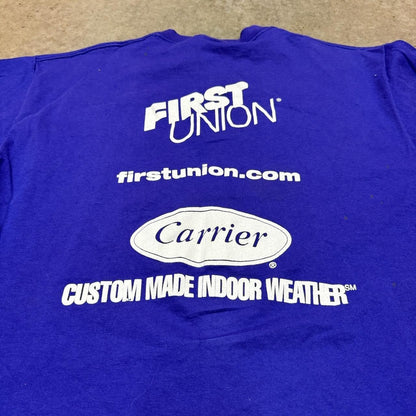 FIRST
UNION®
firstunion.com
Carrier
®
CUSTOM MADE INDOOR WEATHER℠